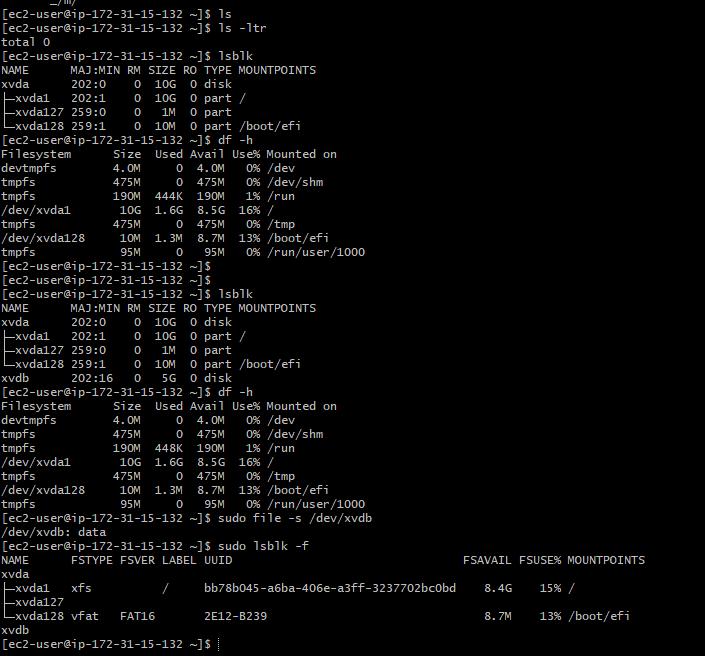 _/m/
[ec2-user@ip-172-31-15-132 ~]$ ls
[ec2-user@ip-172-31-15-132 ~]$ ls -ltr
total 0
[ec2-user@ip-172-31-15-132 ~]$ lsblk
NAME      MAJ:MIN RM SIZE RO TYPE MOUNTPOINTS
xvda      202:0    0  10G  0 disk
├─xvda1   202:1    0  10G  0 part /
├─xvda127 259:0    0   1M  0 part
└─xvda128 259:1    0  10M  0 part /boot/efi
[ec2-user@ip-172-31-15-132 ~]$ df -h
Filesystem      Size  Used Avail Use% Mounted on
devtmpfs        4.0M     0  4.0M   0% /dev
tmpfs           475M     0  475M   0% /dev/shm
tmpfs           190M  444K  190M   1% /run
/dev/xvda1       10G  1.6G  8.5G  16% /
tmpfs           475M     0  475M   0% /tmp
/dev/xvda128     10M  1.3M  8.7M  13% /boot/efi
tmpfs            95M     0   95M   0% /run/user/1000
[ec2-user@ip-172-31-15-132 ~]$
[ec2-user@ip-172-31-15-132 ~]$
[ec2-user@ip-172-31-15-132 ~]$ lsblk
NAME      MAJ:MIN RM SIZE RO TYPE MOUNTPOINTS
xvda      202:0    0  10G  0 disk
├─xvda1   202:1    0  10G  0 part /
├─xvda127 259:0    0   1M  0 part
└─xvda128 259:1    0  10M  0 part /boot/efi
xvdb      202:16   0   5G  0 disk
[ec2-user@ip-172-31-15-132 ~]$ df -h
Filesystem      Size  Used Avail Use% Mounted on
devtmpfs        4.0M     0  4.0M   0% /dev
tmpfs           475M     0  475M   0% /dev/shm
tmpfs           190M  448K  190M   1% /run
/dev/xvda1       10G  1.6G  8.5G  16% /
tmpfs           475M     0  475M   0% /tmp
/dev/xvda128     10M  1.3M  8.7M  13% /boot/efi
tmpfs            95M     0   95M   0% /run/user/1000
[ec2-user@ip-172-31-15-132 ~]$ sudo file -s /dev/xvdb
/dev/xvdb: data
[ec2-user@ip-172-31-15-132 ~]$ sudo lsblk -f
NAME      FSTYPE FSVER LABEL UUID                                 FSAVAIL FSUSE% MOUNTPOINTS
xvda
├─xvda1   xfs          /     bb78b045-a6ba-406e-a3ff-3237702bc0bd    8.4G    15% /
├─xvda127
└─xvda128 vfat   FAT16       2E12-B239                               8.7M    13% /boot/efi
xvdb
[ec2-user@ip-172-31-15-132 ~]$